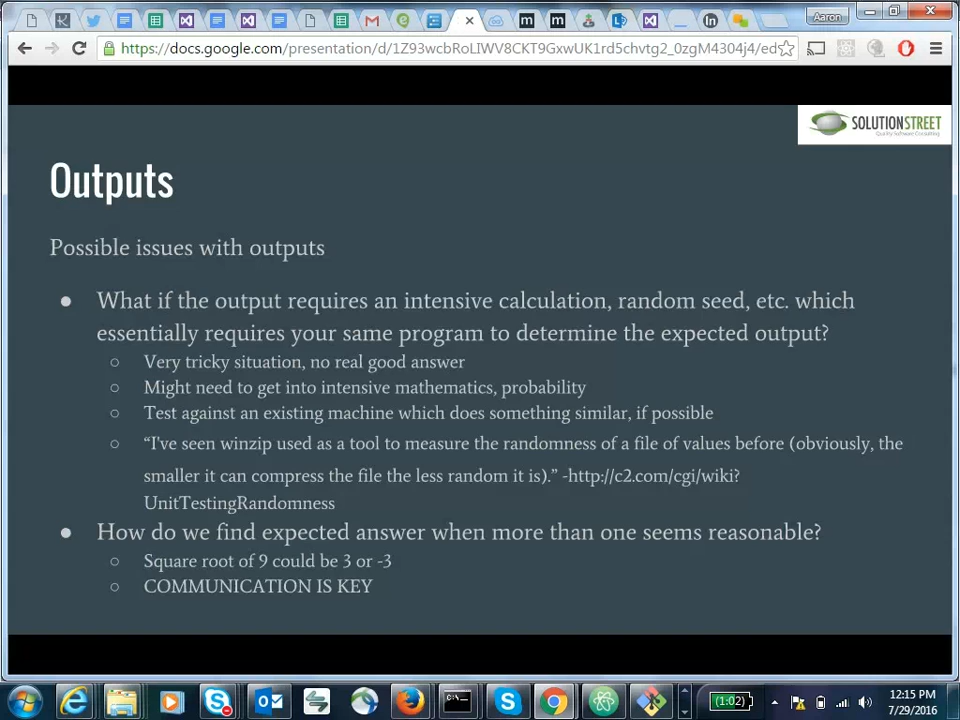 Aaron
https://docs.google.com/presentation/d/1Z93wcbRoLIWV8CKT9GxwUK1rd5chvtg2_0zgM4304j4/ed
SOLUTIONSTREET
Quality Software Consulting
Outputs
Possible issues with outputs
● What if the output requires an intensive calculation, random seed, etc. which
essentially requires your same program to determine the expected output?
○ Very tricky situation, no real good answer
○ Might need to get into intensive mathematics, probability
○ Test against an existing machine which does something similar, if possible
○ “I've seen winzip used as a tool to measure the randomness of a file of values before (obviously, the
smaller it can compress the file the less random it is).” -http://c2.com/cgi/wiki?
UnitTestingRandomness
● How do we find expected answer when more than one seems reasonable?
○ Square root of 9 could be 3 or -3
○ COMMUNICATION IS KEY
(1:02)
12:15 PM
7/29/2016